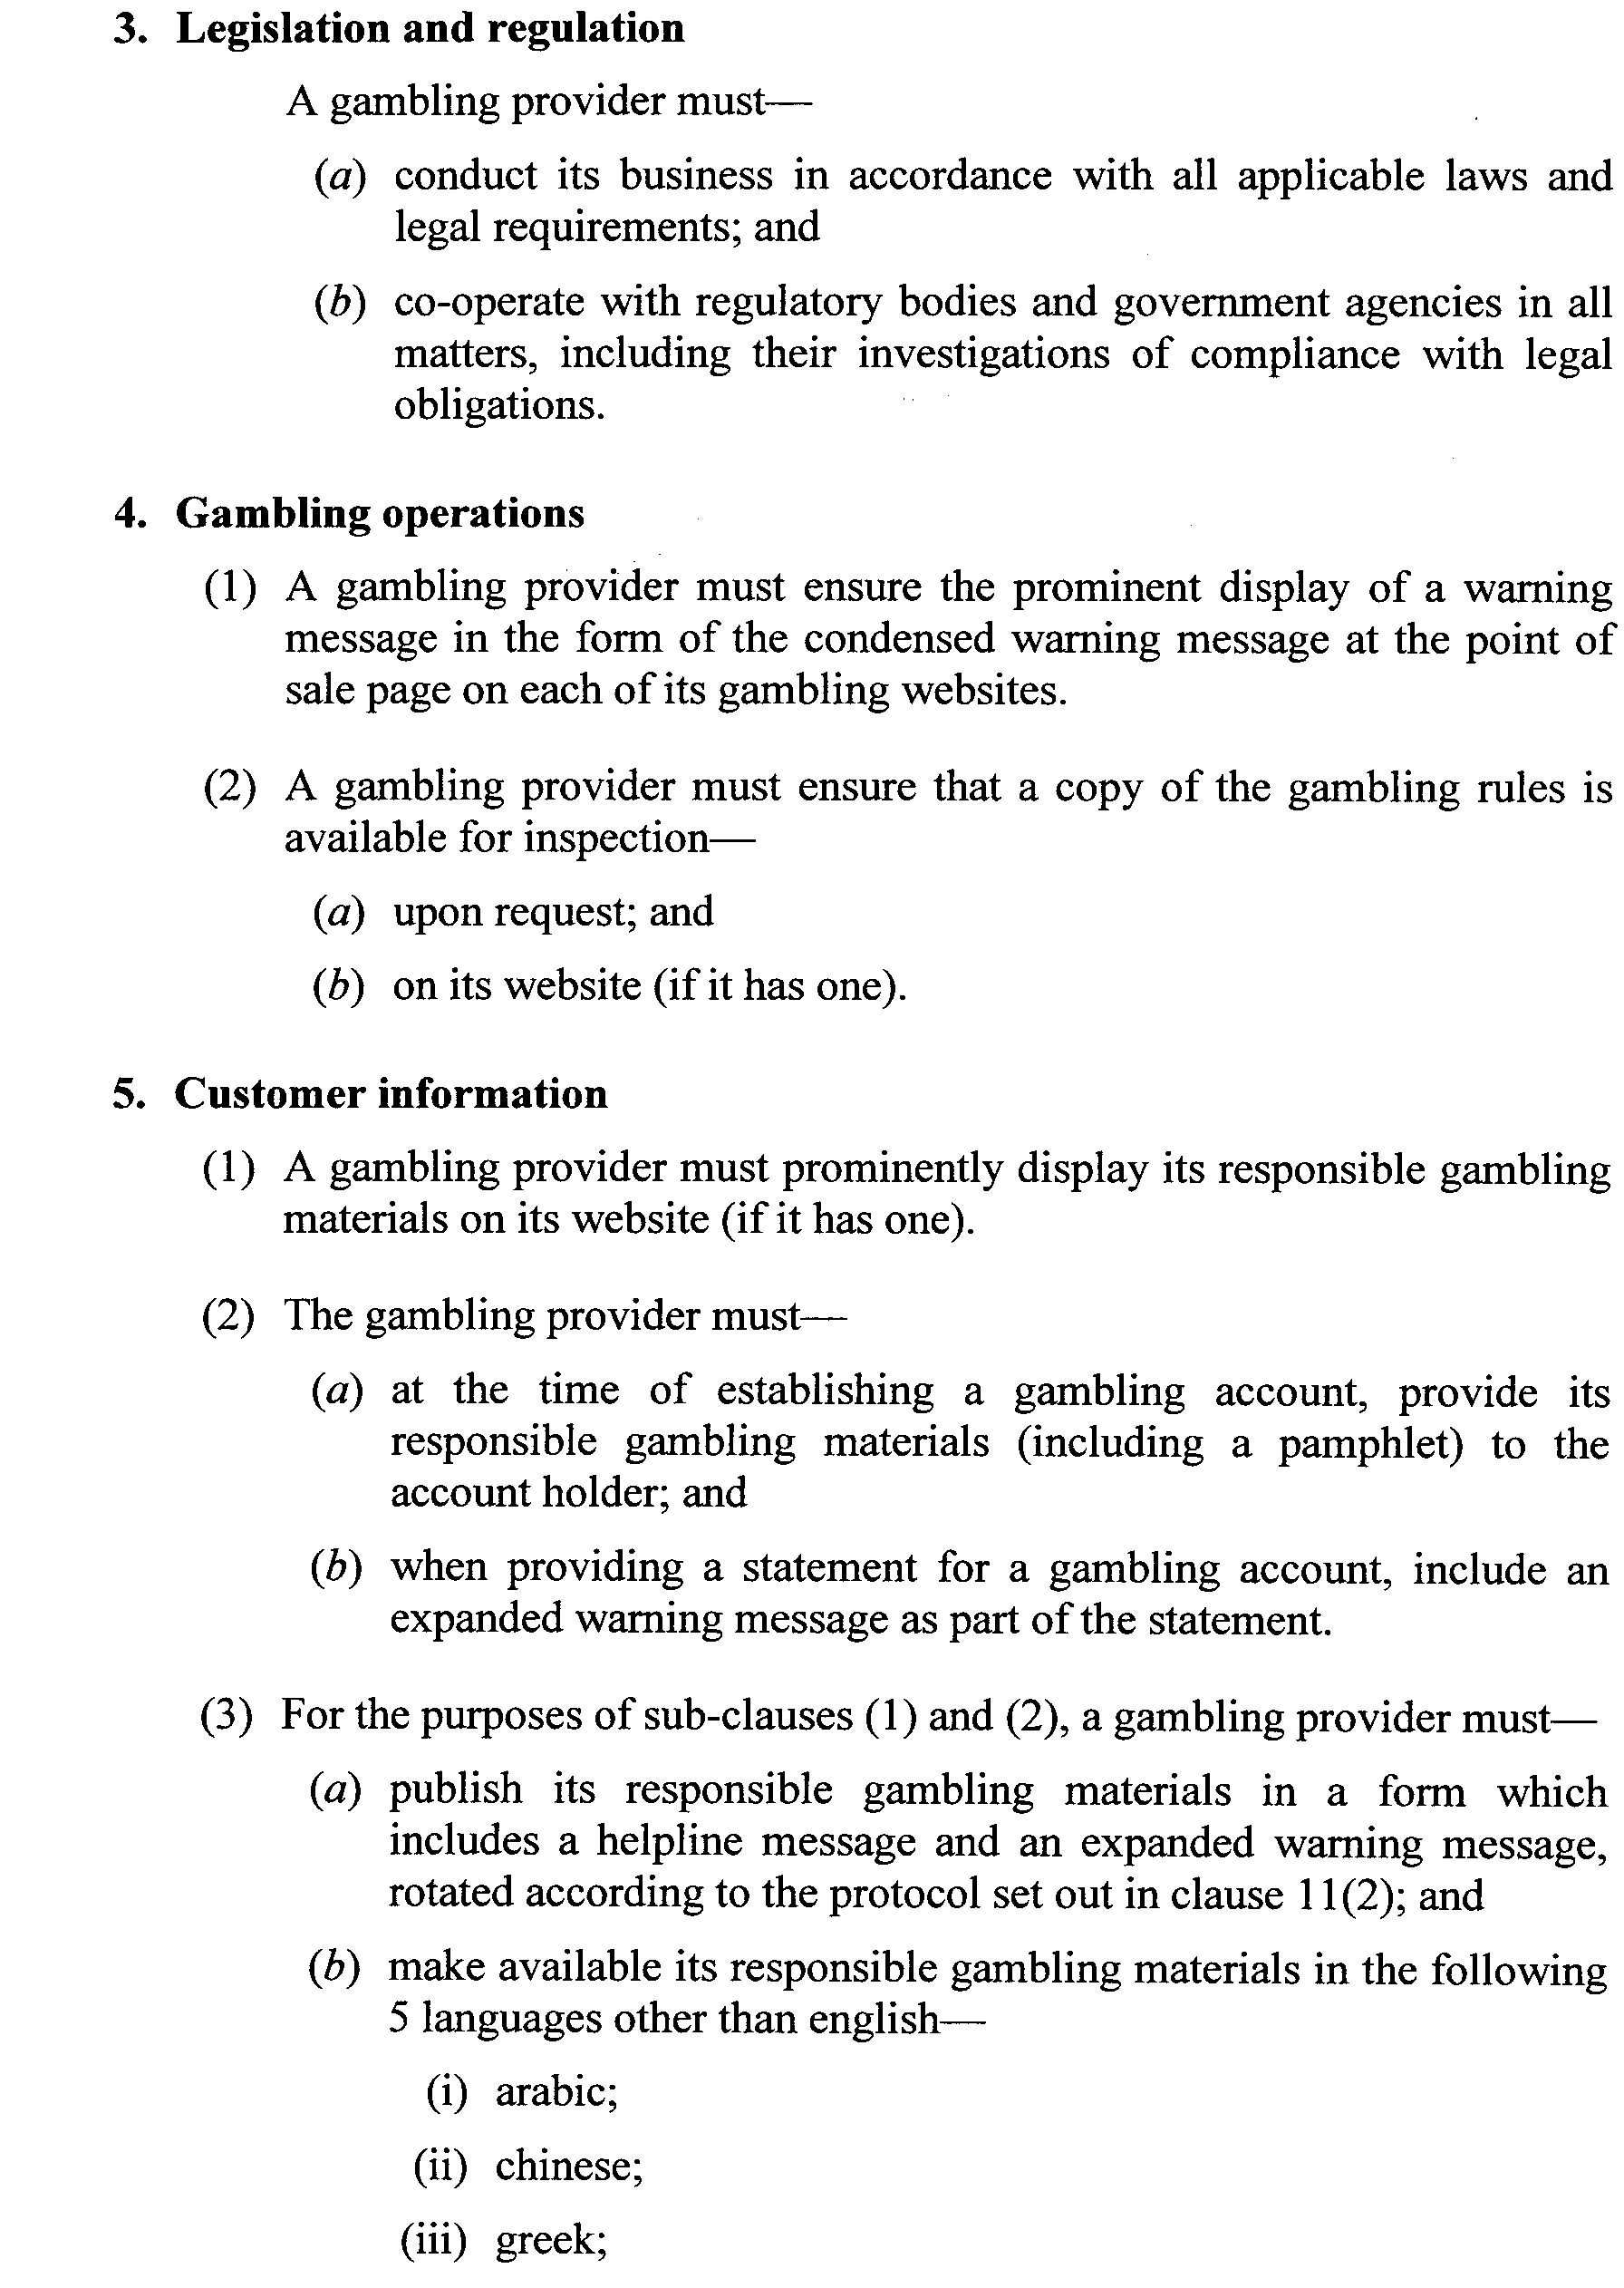 3. Legislation and regulation
A gambling provider must—
(a) conduct its business in accordance with all applicable laws and
legal requirements; and
(b) co-operate with regulatory bodies and government agencies in all
matters, including their investigations of compliance with legal
obligations.
4. Gambling operations
(1) A gambling provider must ensure the prominent display of a warning
message in the form of the condensed warning message at the point of
sale page on each of its gambling websites.
(2) A gambling provider must ensure that a copy of the gambling rules is
available for inspection—
(a) upon request; and
(b) on its website (if it has one).
5. Customer information
(1) A gambling provider must prominently display its responsible gambling
materials on its website (if it has one).
(2) The gambling provider must—
(a) at the time of establishing a gambling account, provide its
responsible gambling materials (including a pamphlet) to the
account holder; and
(b) when providing a statement for a gambling account, include an
expanded warning message as part of the statement.
(3) For the purposes of sub-clauses (1) and (2), a gambling provider must—
(a) publish its responsible gambling materials in a form which
includes a helpline message and an expanded warning message,
rotated according to the protocol set out in clause 11(2); and
(b) make available its responsible gambling materials in the following
5 languages other than english—
(i) arabic;
(ii) chinese;
(iii) greek;